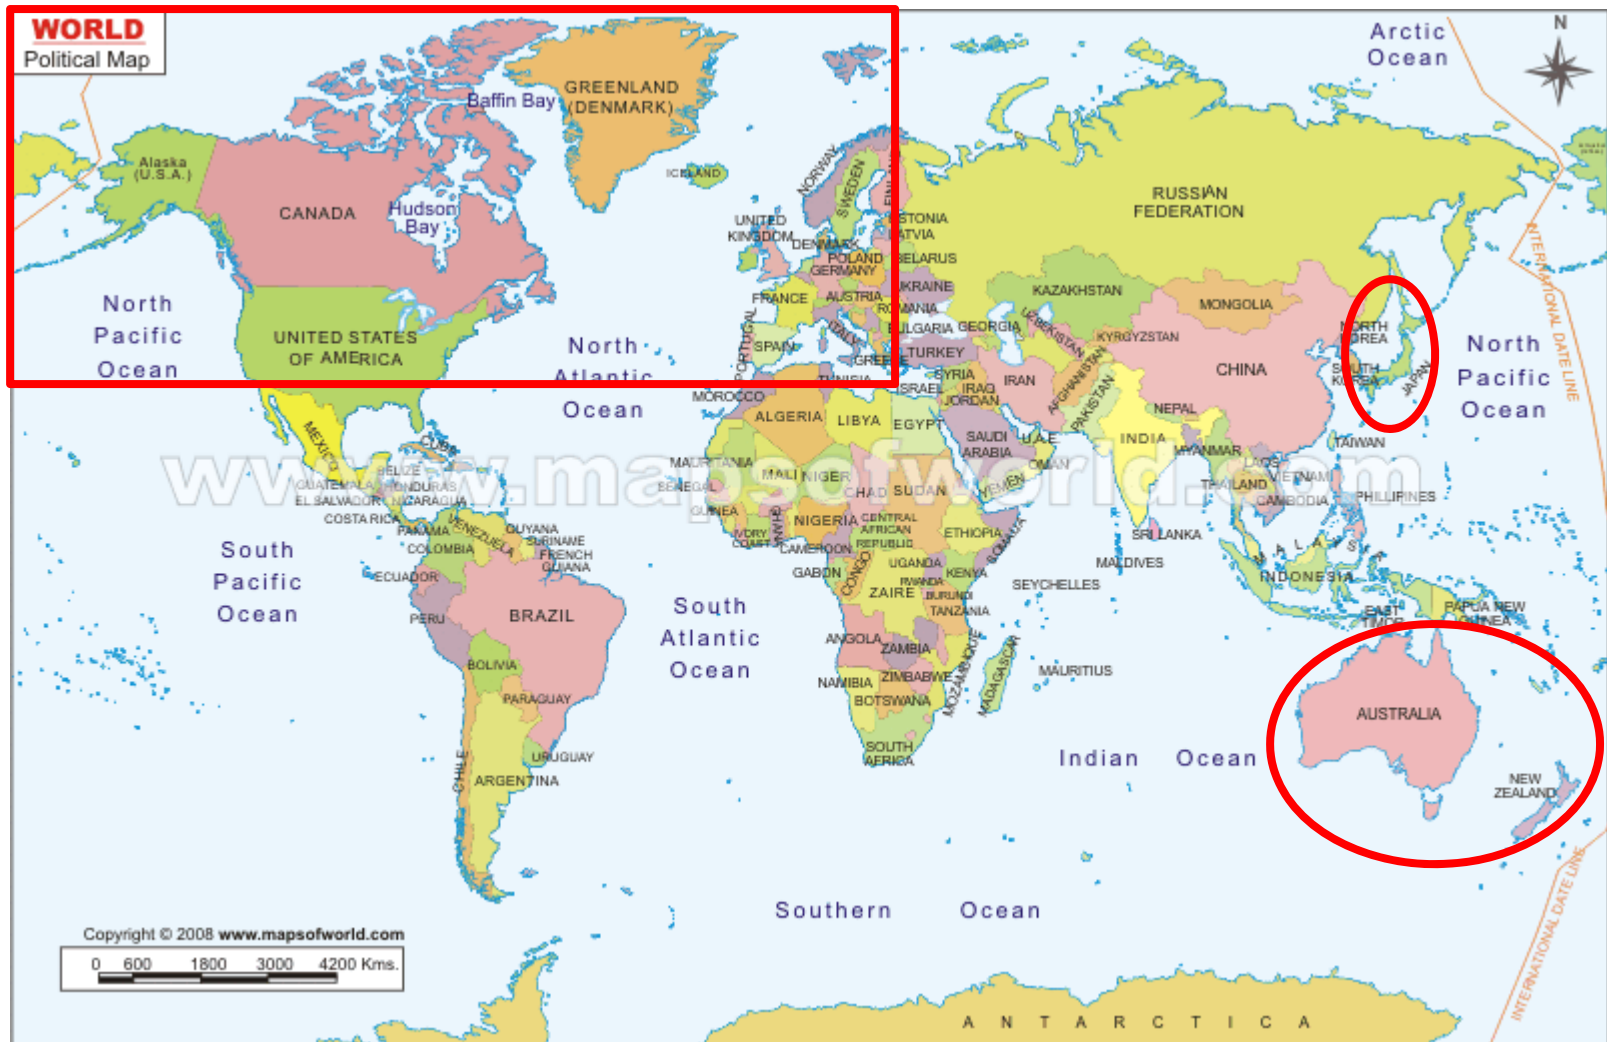 WORLD
Political Map
Arctic
Ocean
N
Baffin Bay
GREENLAND
(DENMARK)
Alaska
(U.S.A.)
ICELAND
NORWAY
SWEDEN
CANADA
Hudson
Bay
RUSSIAN
FEDERATION
UNITED
KINGDOM
DENMARK
ESTONIA
LATVIA
POLAND
BELARUS
GERMANY
UKRAINE
FRANCE
AUSTRIA
ROMANIA
KAZAKHSTAN
MONGOLIA
INTERNATIONAL DATE LINE
North
Pacific
Ocean
UNITED STATES
OF AMERICA
North
Atlantic
Ocean
PORTUGAL
SPAIN
ITALY
BULGARIA
GEORGIA
UZBEKISTAN
KYRGYZSTAN
NORTH
KOREA
SOUTH
KOREA
JAPAN
North
Pacific
Ocean
GREECE
TURKEY
TUNISIA
SYRIA
ISRAEL
IRAQ
JORDAN
IRAN
AFGHANISTAN
PAKISTAN
CHINA
NEPAL
MOROCCO
ALGERIA
LIBYA
EGYPT
SAUDI
ARABIA
U.A.E.
OMAN
INDIA
MYANMAR
TAIWAN
MEXICO
CUBA
www.mapsofworld.com
BELIZE
GUATEMALA
HONDURAS
EL SALVADOR
NICARAGUA
COSTA RICA
PANAMA
VENEZUELA
GUYANA
SURINAME
FRENCH
GUIANA
COLOMBIA
ECUADOR
MAURITANIA
MALI
NIGER
CHAD
SUDAN
YEMEN
SENEGAL
GUINEA
IVORY
COAST
GHANA
NIGERIA
CENTRAL
AFRICAN
REPUBLIC
CAMEROON
ETHIOPIA
SOMALIA
LAOS
VIETNAM
THAILAND
CAMBODIA
PHILLIPINES
SRI LANKA
MALDIVES
MALAYSIA
INDONESIA
South
Pacific
Ocean
PERU
BRAZIL
South
Atlantic
Ocean
GABON
CONGO
UGANDA
KENYA
RWANDA
BURUNDI
ZAIRE
TANZANIA
SEYCHELLES
EAST
TIMOR
PAPUA NEW
GUINEA
BOLIVIA
PARAGUAY
ANGOLA
ZAMBIA
NAMIBIA
ZIMBABWE
BOTSWANA
MOZAMBIQUE
MADAGASCAR
MAURITIUS
AUSTRALIA
CHILE
URUGUAY
ARGENTINA
SOUTH
AFRICA
Indian Ocean
NEW
ZEALAND
Southern Ocean
INTERNATIONAL DATE LINE
Copyright © 2008 www.mapsofworld.com
0 600 1800 3000 4200 Kms.
ANTARCTICA